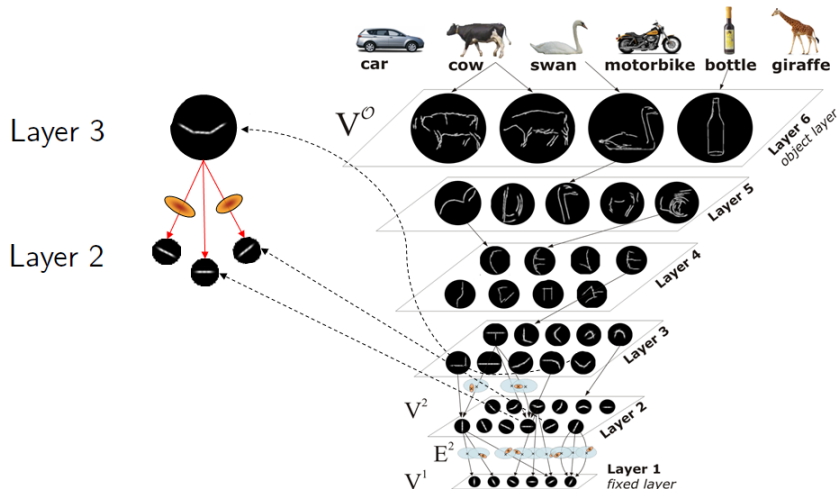 car cow swan motorbike bottle giraffe
V^O
Layer 6
object layer
Layer 3
Layer 5
Layer 2
Layer 4
Layer 3
V^2
Layer 2
E^2
V^1
Layer 1
fixed layer